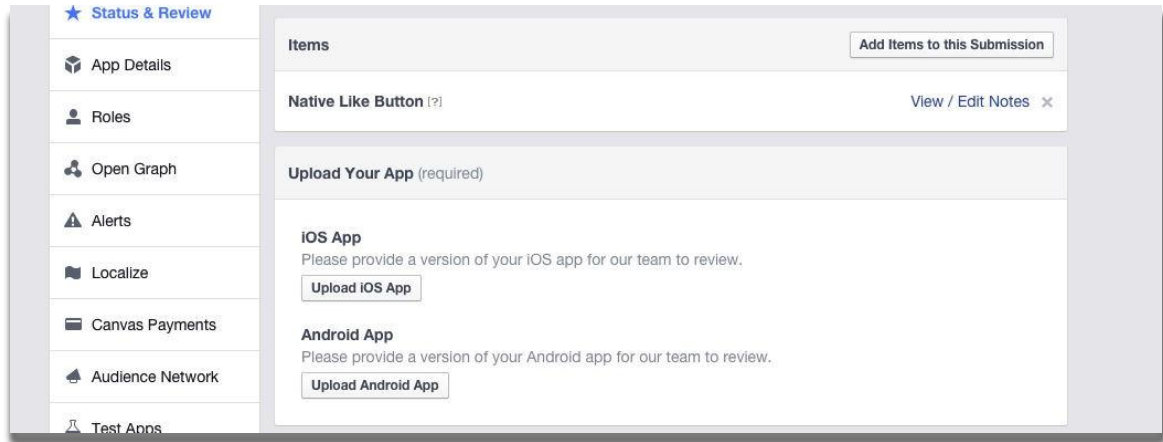 Status & Review
App Details
Roles
Open Graph
Alerts
Localize
Canvas Payments
Audience Network
Test Apps
Items
Add Items to this Submission
Native Like Button [?]
View / Edit Notes
Upload Your App (required)
iOS App
Please provide a version of your iOS app for our team to review.
Upload iOS App
Android App
Please provide a version of your Android app for our team to review.
Upload Android App